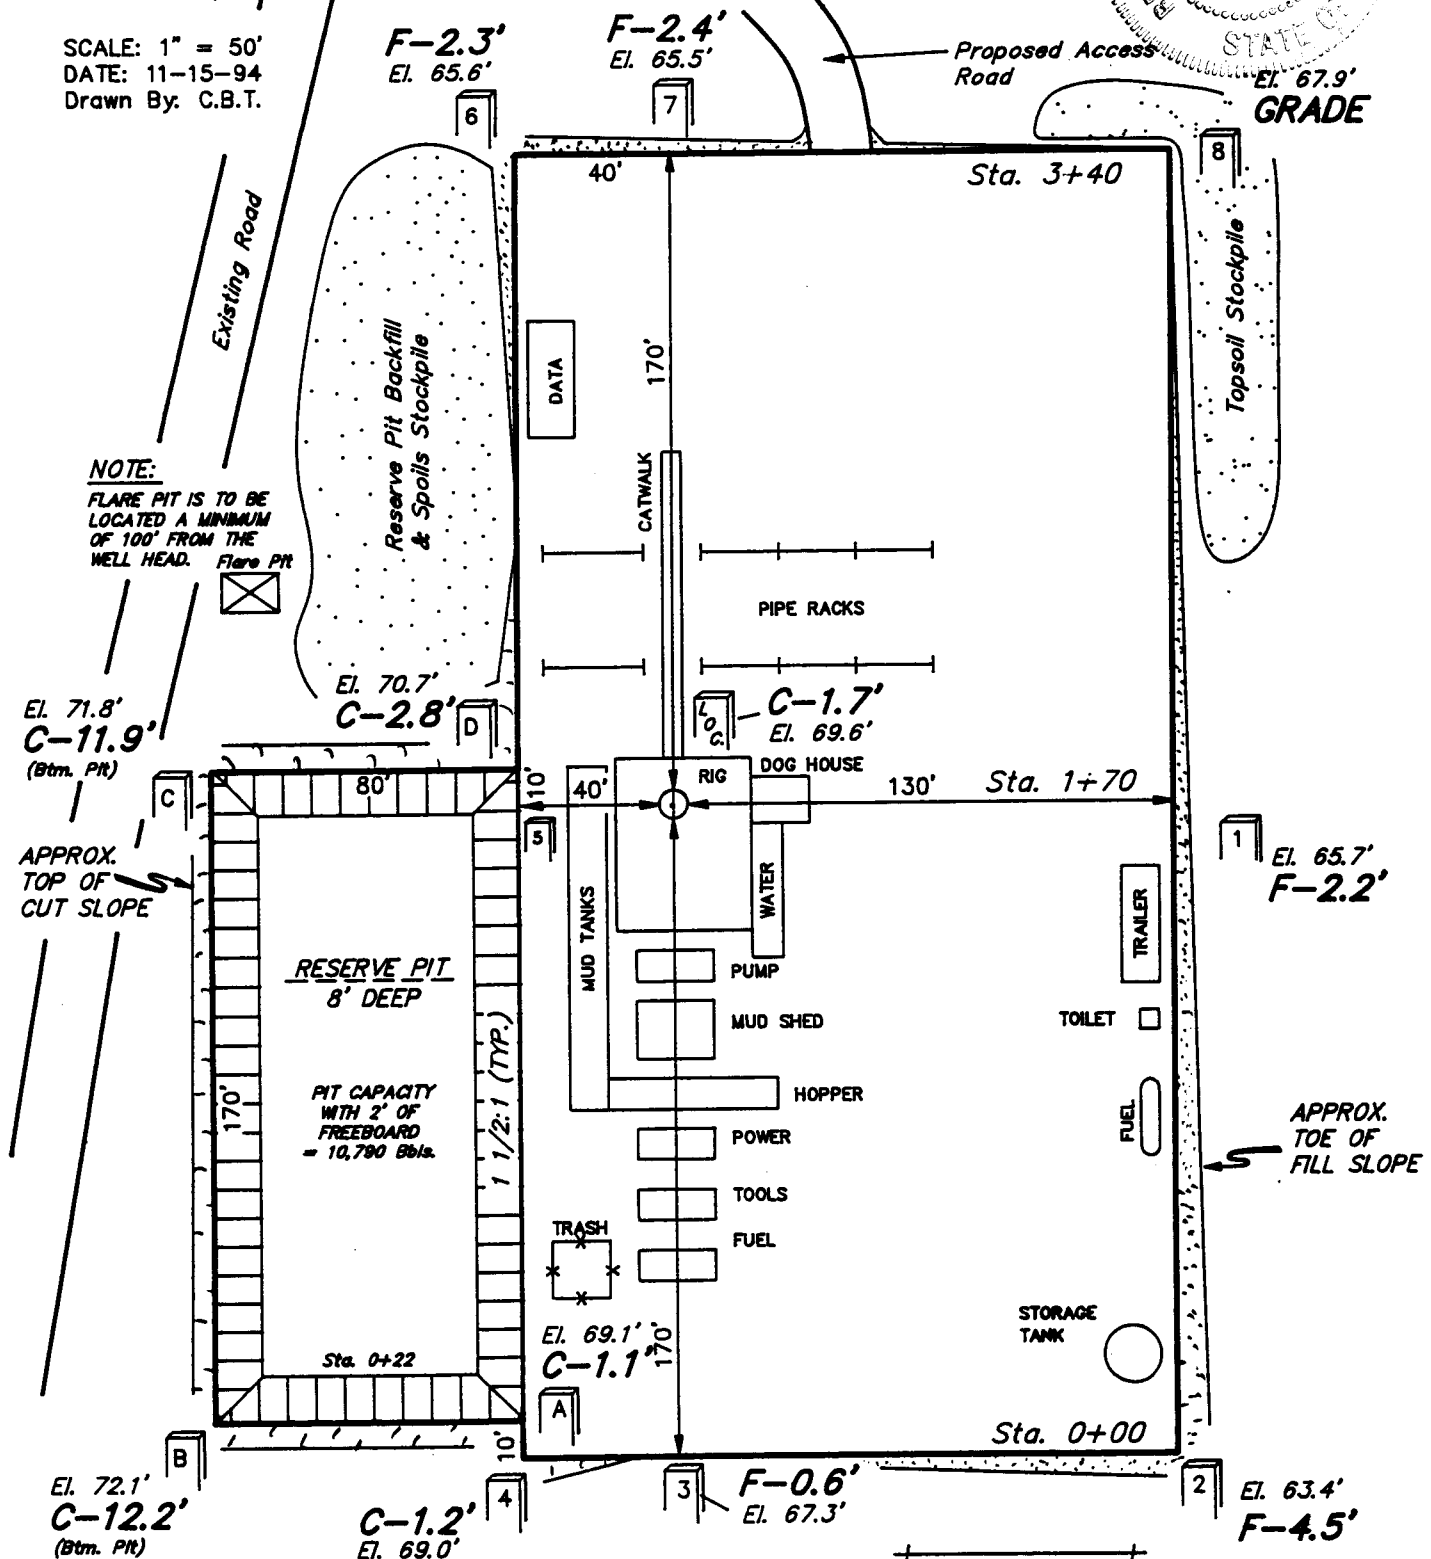 SCALE: 1" = 50'
DATE: 11-15-94
Drawn By: C.B.T.
F-2.3'
El. 65.6'
6
F-2.4'
El. 65.5'
7
Proposed Access
Road
STATE OF
El. 67.9'
GRADE
8
40'
Sta. 3+40
Existing Road
Reserve Pit Backfill
& Spoils Stockpile
DATA
170'
Topsoil Stockpile
NOTE:
FLARE PIT IS TO BE
LOCATED A MINIMUM
OF 100' FROM THE
WELL HEAD.
Flare Pit
CATWALK
PIPE RACKS
El. 70.7'
C-2.8'
D
LOC.
C-1.7'
El. 69.6'
El. 71.8'
C-11.9'
(Btm. Pit)
C
80'
10'
40'
RIG
DOG HOUSE
130'
Sta. 1+70
5
1
El. 65.7'
F-2.2'
APPROX.
TOP OF
CUT SLOPE
MUD TANKS
WATER
TRAILER
RESERVE PIT
8' DEEP
PUMP
MUD SHED
TOILET
1 1/2:1 (TYP.)
170'
PIT CAPACITY
WITH 2' OF
FREEBOARD
= 10,790 Bbls.
HOPPER
FUEL
POWER
APPROX.
TOE OF
FILL SLOPE
TOOLS
TRASH
FUEL
STORAGE
TANK
El. 69.1'
C-1.1'
170'
Sta. 0+22
A
10'
Sta. 0+00
B
El. 72.1'
C-12.2'
(Btm. Pit)
4
C-1.2'
El. 69.0'
3
F-0.6'
El. 67.3'
2
El. 63.4'
F-4.5'